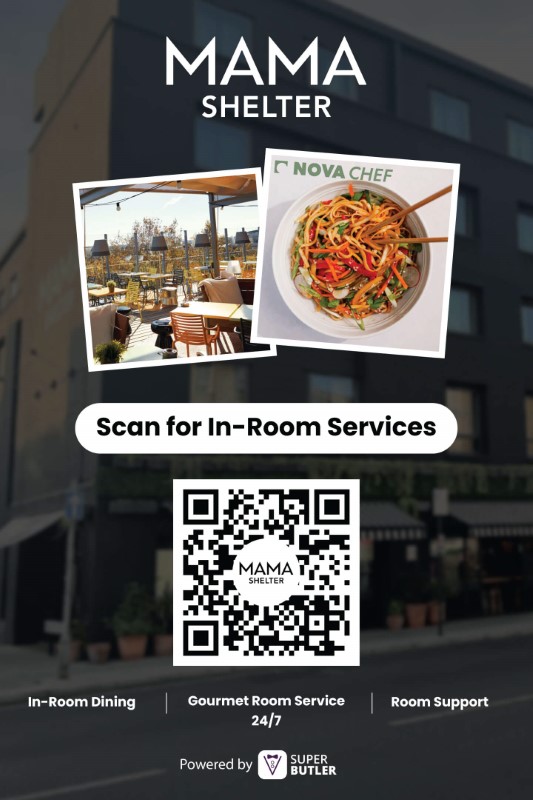 MAMA
SHELTER
NOVA CHEF
Scan for In-Room Services
MAMA
SHELTER
In-Room Dining
Gourmet Room Service
24/7
Room Support
Powered by SUPER
BUTLER